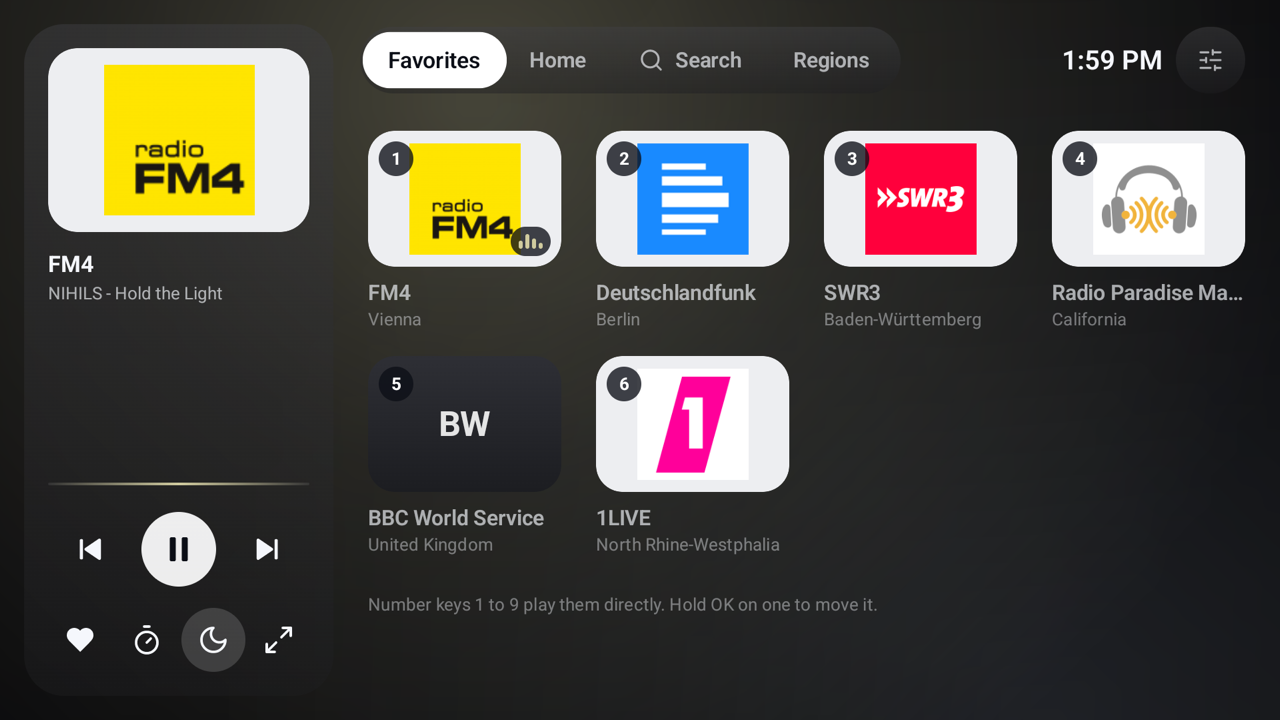 radio
FM4
FM4
NIHILS - Hold the Light
Favorites
Home
Search
Regions
1:59 PM
1
radio
FM4
FM4
Vienna
2
Deutschlandfunk
Berlin
3
SWR3
SWR3
Baden-Württemberg
4
Radio Paradise Ma...
California
5
BW
BBC World Service
United Kingdom
6
1
1LIVE
North Rhine-Westphalia
Number keys 1 to 9 play them directly. Hold OK on one to move it.